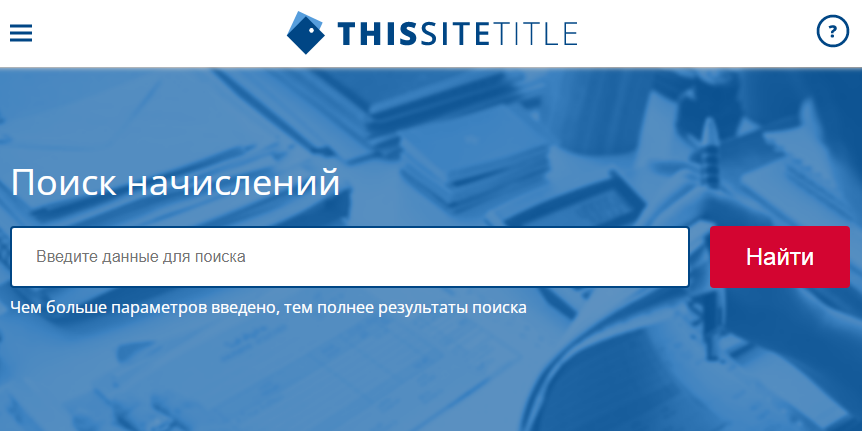 THISSITETITLE
?
Поиск начислений
Введите данные для поиска
Найти
Чем больше параметров введено, тем полнее результаты поиска